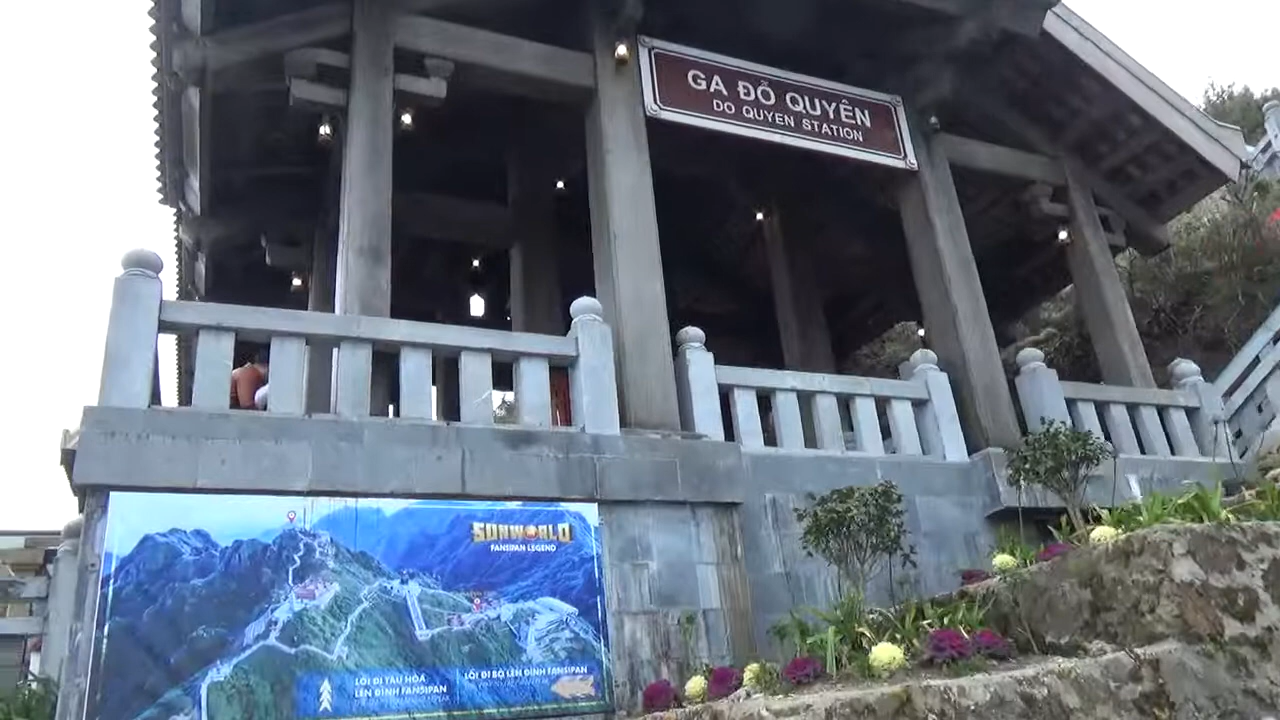 GA ĐỖ QUYÊN
DO QUYEN STATION
SUNWORLD
FANSIPAN LEGEND
LỐI ĐI TÀU HOẢ
LÊN ĐỈNH FANSIPAN
LỐI ĐI BỘ LÊN ĐỈNH FANSIPAN